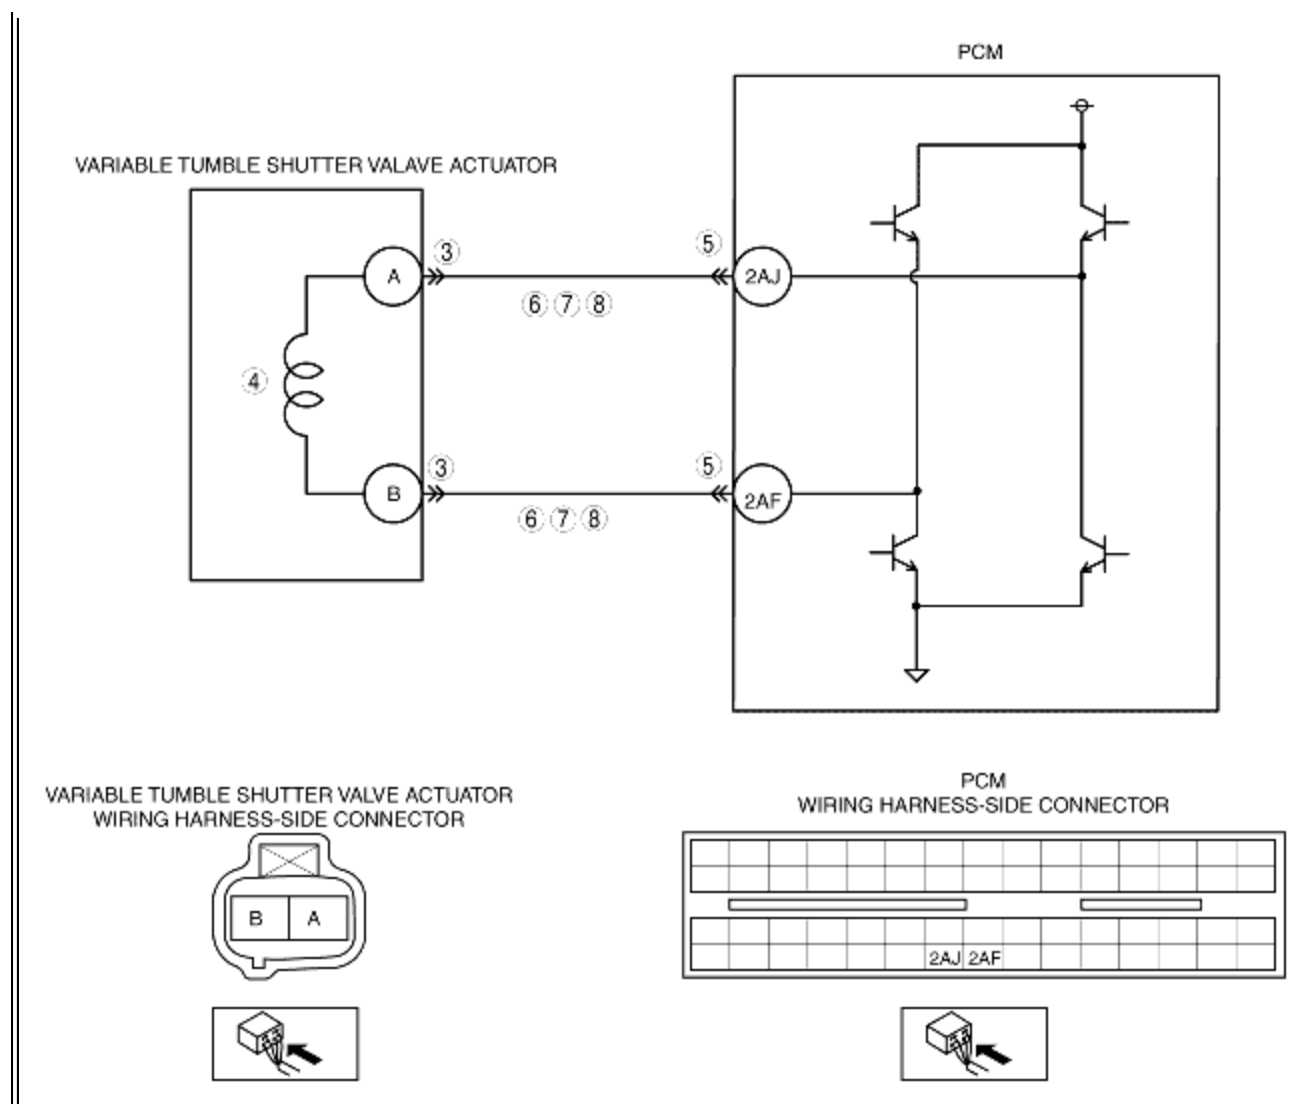 PCM
VARIABLE TUMBLE SHUTTER VALAVE ACTUATOR
A
3
5
2AJ
6 7 8
4
B
3
5
2AF
6 7 8
VARIABLE TUMBLE SHUTTER VALVE ACTUATOR
WIRING HARNESS-SIDE CONNECTOR
B A
PCM
WIRING HARNESS-SIDE CONNECTOR
2AJ 2AF